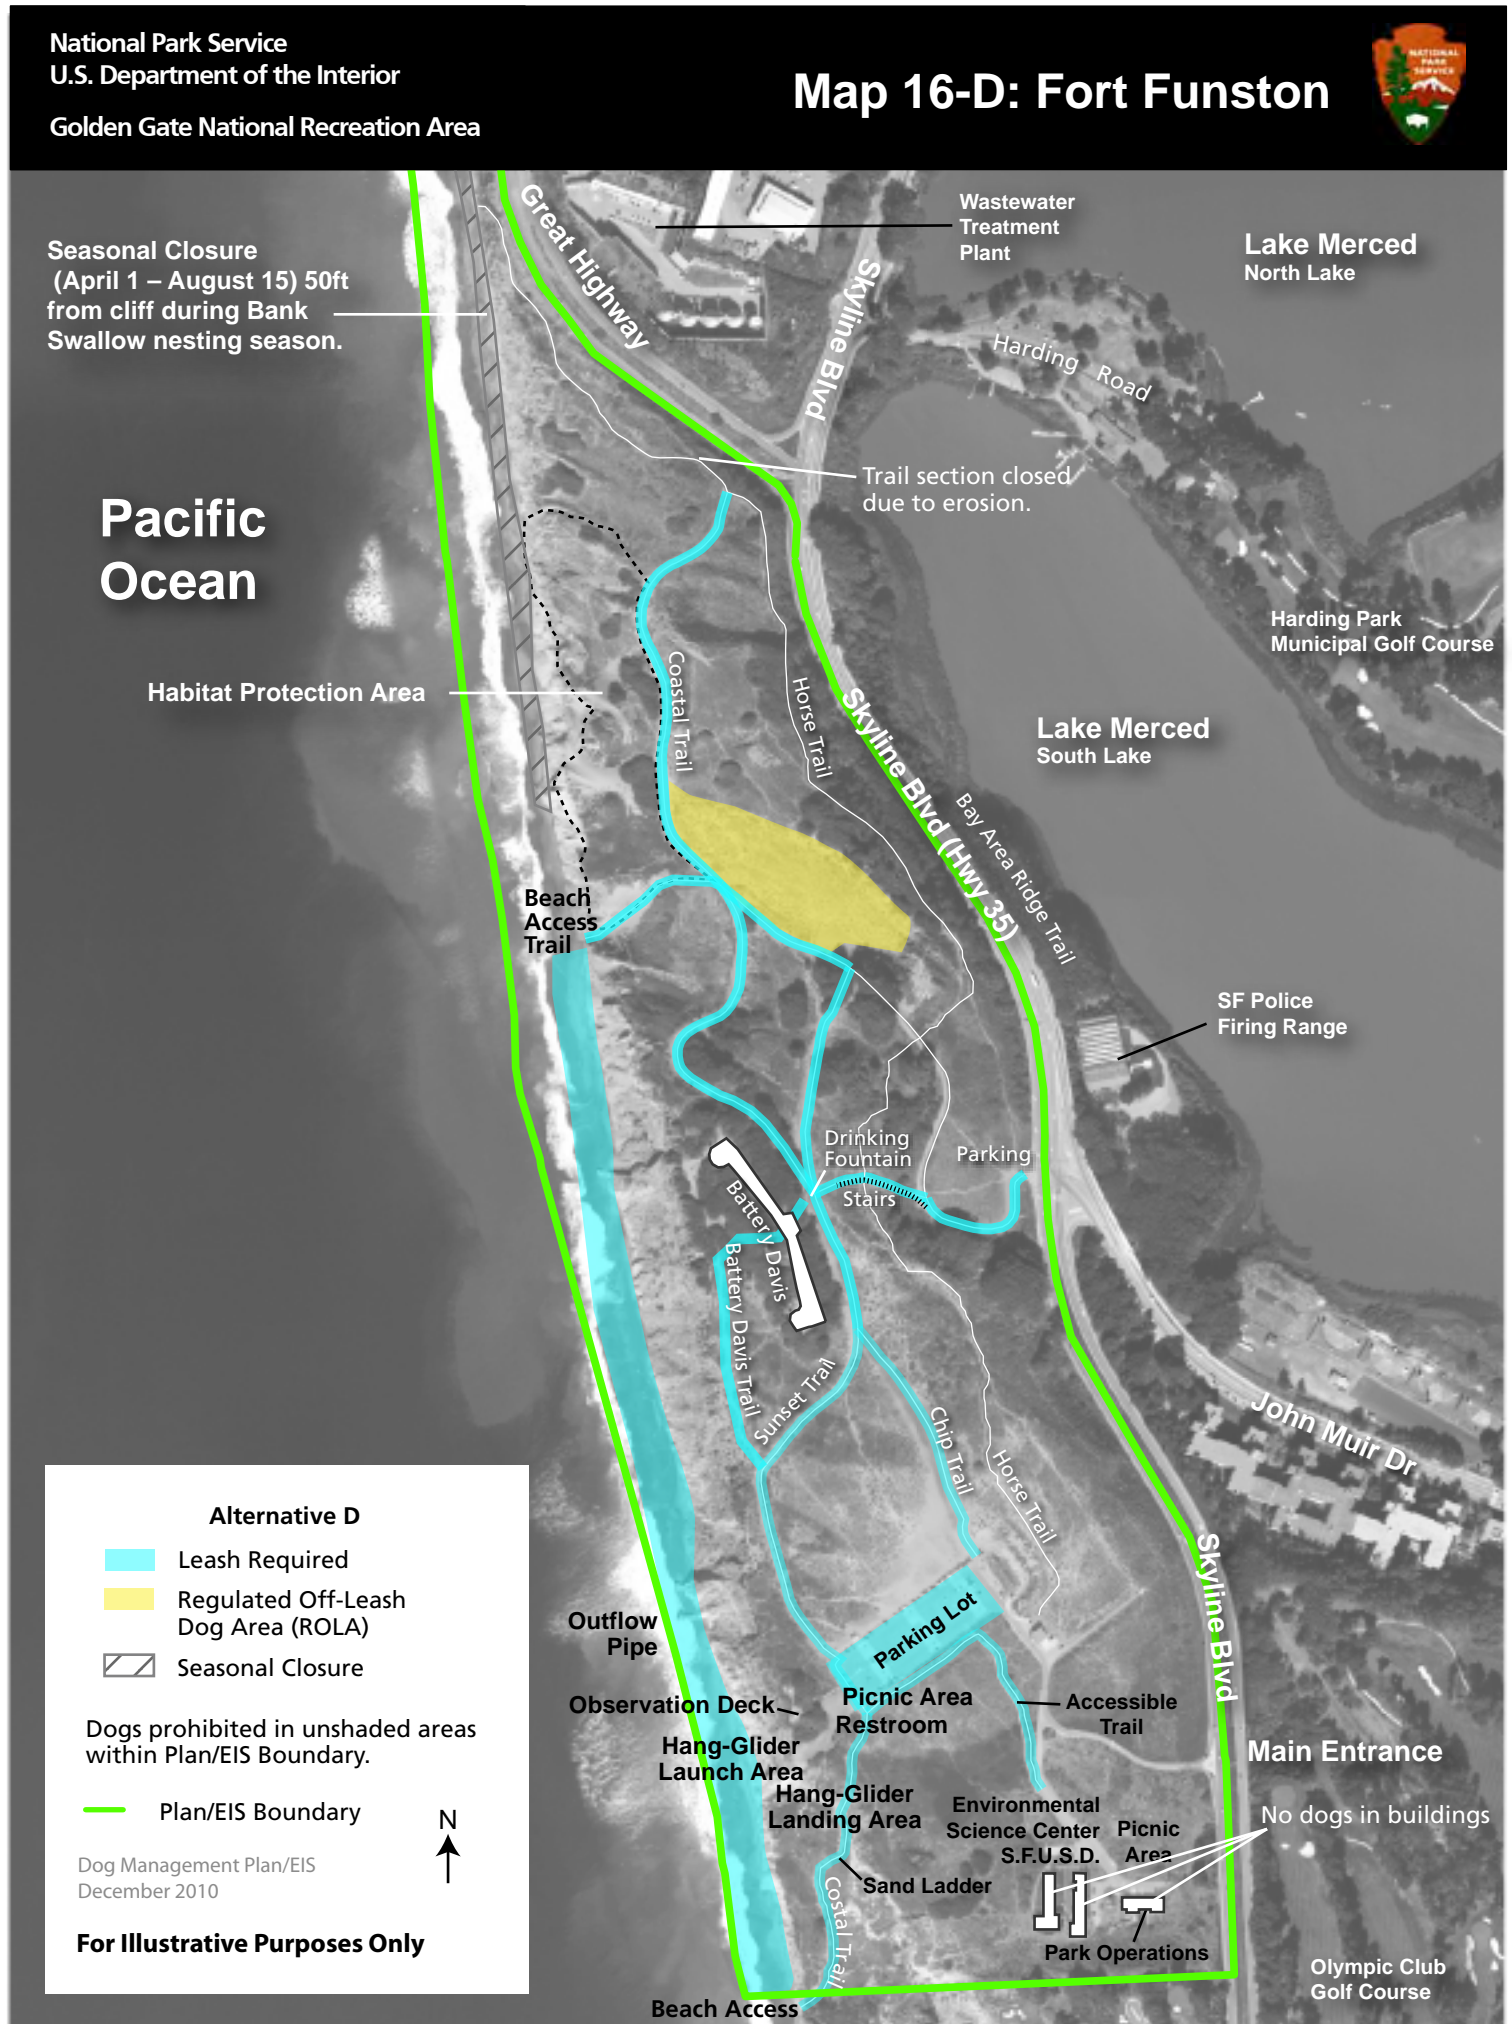 National Park Service
U.S. Department of the Interior
Golden Gate National Recreation Area
Map 16-D: Fort Funston
NATIONAL
PARK
SERVICE
Great Highway
Wastewater
Treatment
Plant
Lake Merced
North Lake
Seasonal Closure
(April 1 – August 15) 50ft
from cliff during Bank
Swallow nesting season.
Skyline Blvd
Harding Road
Trail section closed
due to erosion.
Pacific
Ocean
Harding Park
Municipal Golf Course
Habitat Protection Area
Coastal Trail
Horse Trail
Skyline Blvd (Hwy 35)
Lake Merced
South Lake
Bay Area Ridge Trail
Beach
Access
Trail
SF Police
Firing Range
Drinking
Fountain
Parking
Stairs
Battery Davis
Battery Davis Trail
Sunset Trail
Chip Trail
Horse Trail
John Muir Dr
Skyline Blvd
Parking Lot
Outflow
Pipe
Observation Deck
Picnic Area
Restroom
Accessible
Trail
Hang-Glider
Launch Area
Main Entrance
Hang-Glider
Landing Area
Environmental
Science Center
S.F.U.S.D.
Picnic
Area
No dogs in buildings
Sand Ladder
Costal Trail
Park Operations
Olympic Club
Golf Course
Beach Access
Alternative D
Leash Required
Regulated Off-Leash
Dog Area (ROLA)
Seasonal Closure
Dogs prohibited in unshaded areas
within Plan/EIS Boundary.
Plan/EIS Boundary
N
Dog Management Plan/EIS
December 2010
For Illustrative Purposes Only